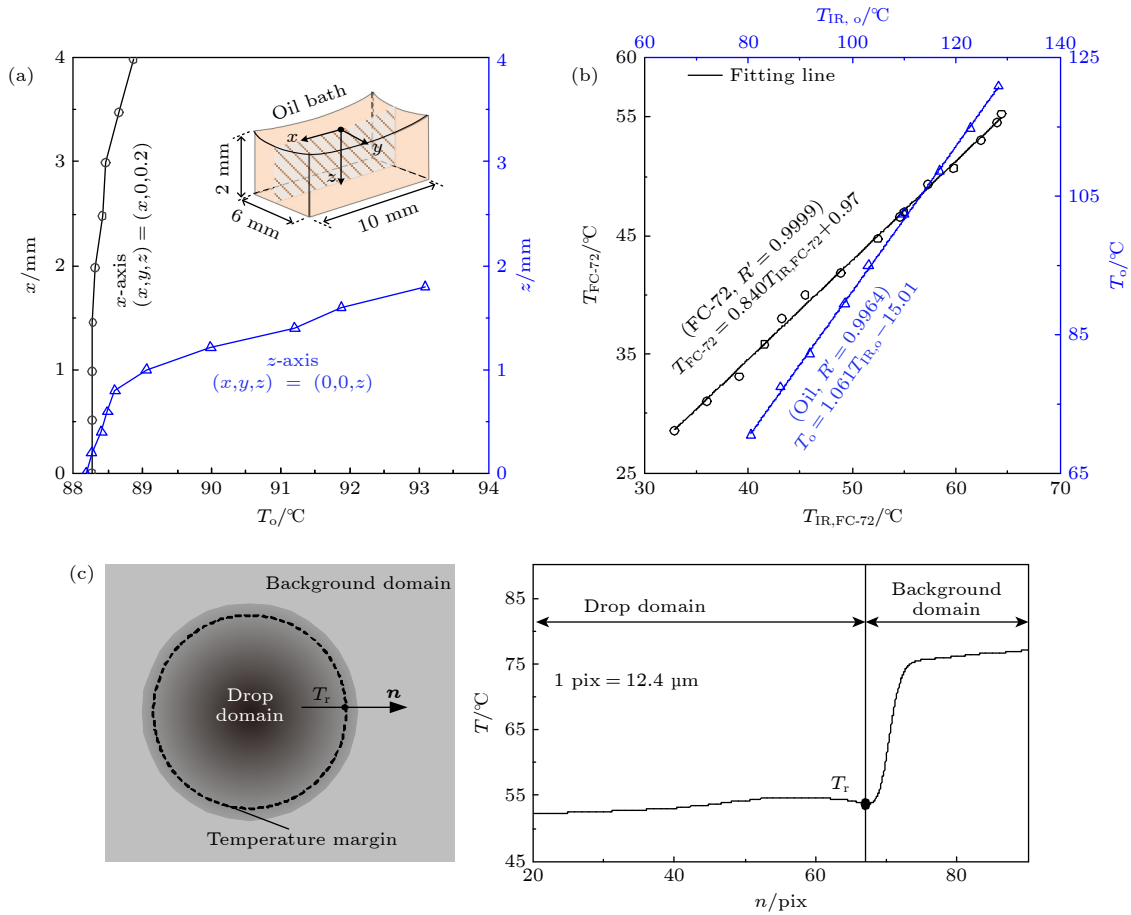 (a)
4
3
2
1
0
x/mm
88
89
90
91
92
93
94
T_o/℃
4
3
2
1
0
z/mm
x-axis
(x,y,z) = (x,0,0.2)
z-axis
(x,y,z) = (0,0,z)
Oil bath
x
y
z
2 mm
6 mm
10 mm
(b)
T_IR, o/℃
60
80
100
120
140
60
55
45
35
25
T_FC-72/℃
125
105
85
65
T_o/℃
30
40
50
60
70
T_IR,FC-72/℃
Fitting line
(FC-72, R′ = 0.9999)
T_FC-72 = 0.840T_IR,FC-72 + 0.97
(Oil, R′ = 0.9964)
T_o = 1.061T_IR,o − 15.01
(c)
Background domain
Drop
domain
T_r
n
Temperature margin
85
75
65
55
45
T/℃
Drop domain
Background
domain
1 pix = 12.4 µm
T_r
20
40
60
80
n/pix